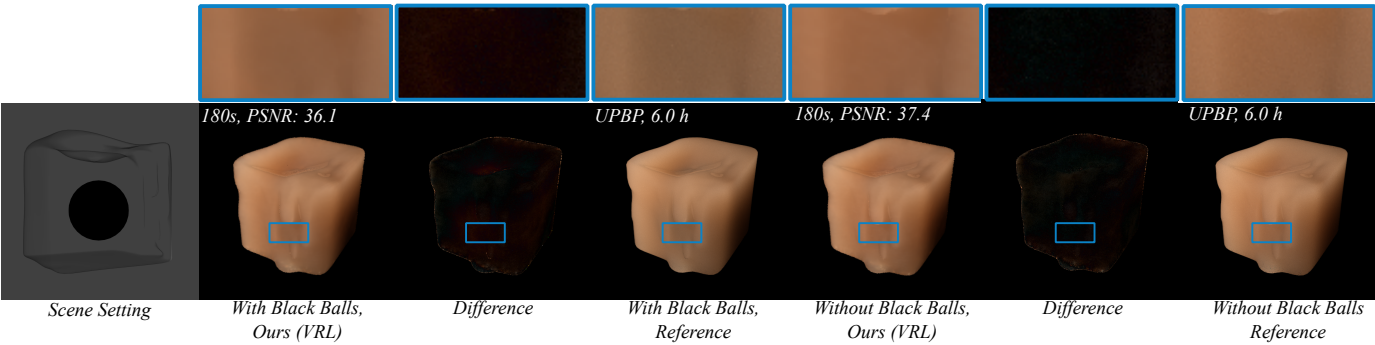 180s, PSNR: 36.1
UPBP, 6.0 h
180s, PSNR: 37.4
UPBP, 6.0 h
Scene Setting
With Black Balls,
Ours (VRL)
Difference
With Black Balls,
Reference
Without Black Balls,
Ours (VRL)
Difference
Without Black Balls
Reference